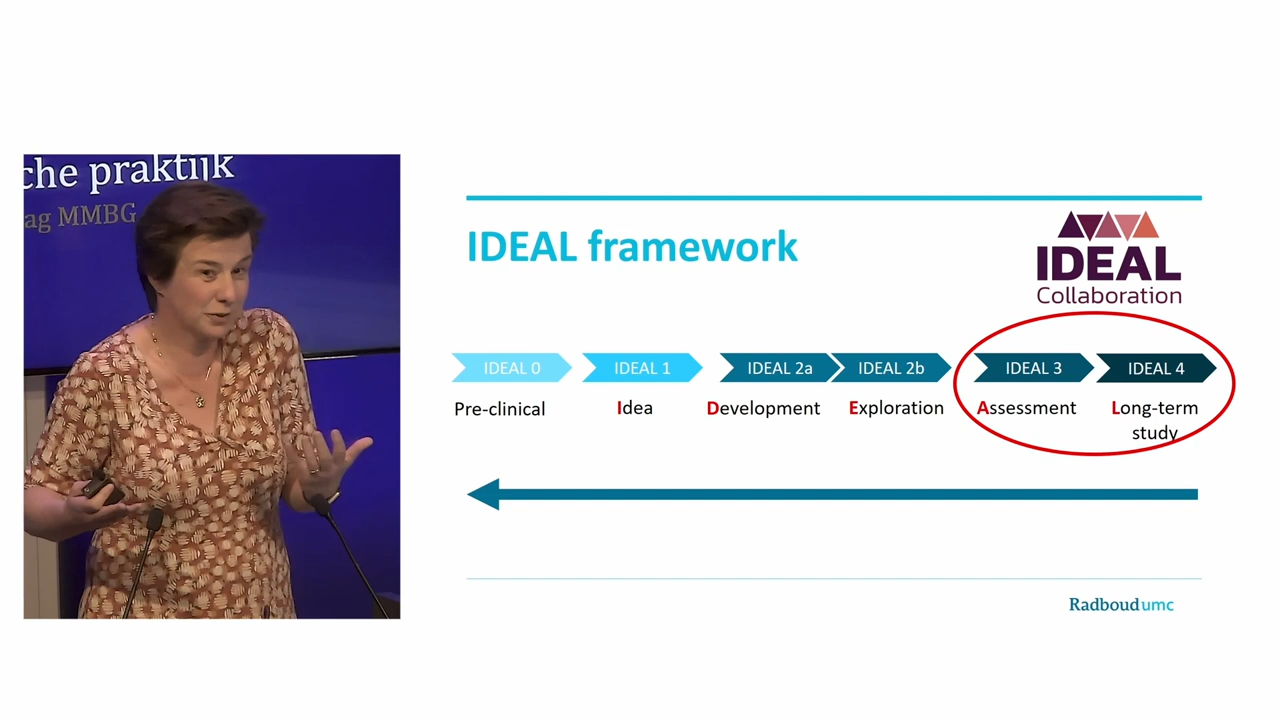 che praktijk
ag MMBG
IDEAL framework
IDEAL
Collaboration
IDEAL 0
IDEAL 1
IDEAL 2a
IDEAL 2b
IDEAL 3
IDEAL 4
Pre-clinical
Idea
Development
Exploration
Assessment
Long-term
study
Radboudumc